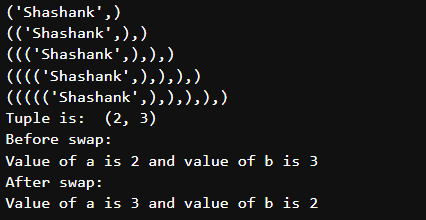 ('Shashank',)
(('Shashank',),)
((('Shashank',),),)
(((('Shashank',),),),)
((((('Shashank',),),),),)
Tuple is:  (2, 3)
Before swap:
Value of a is 2 and value of b is 3
After swap:
Value of a is 3 and value of b is 2